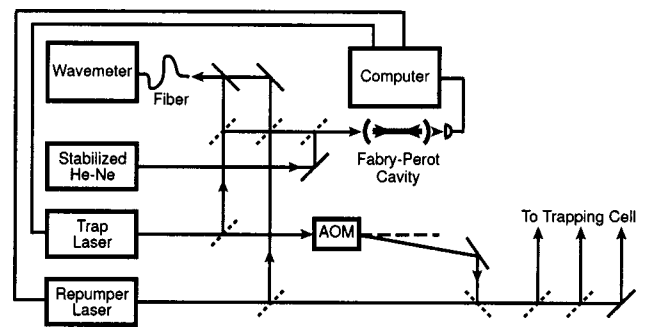 Wavemeter
Fiber
Computer
Stabilized
He-Ne
Fabry-Perot
Cavity
Trap
Laser
AOM
To Trapping Cell
Repumper
Laser